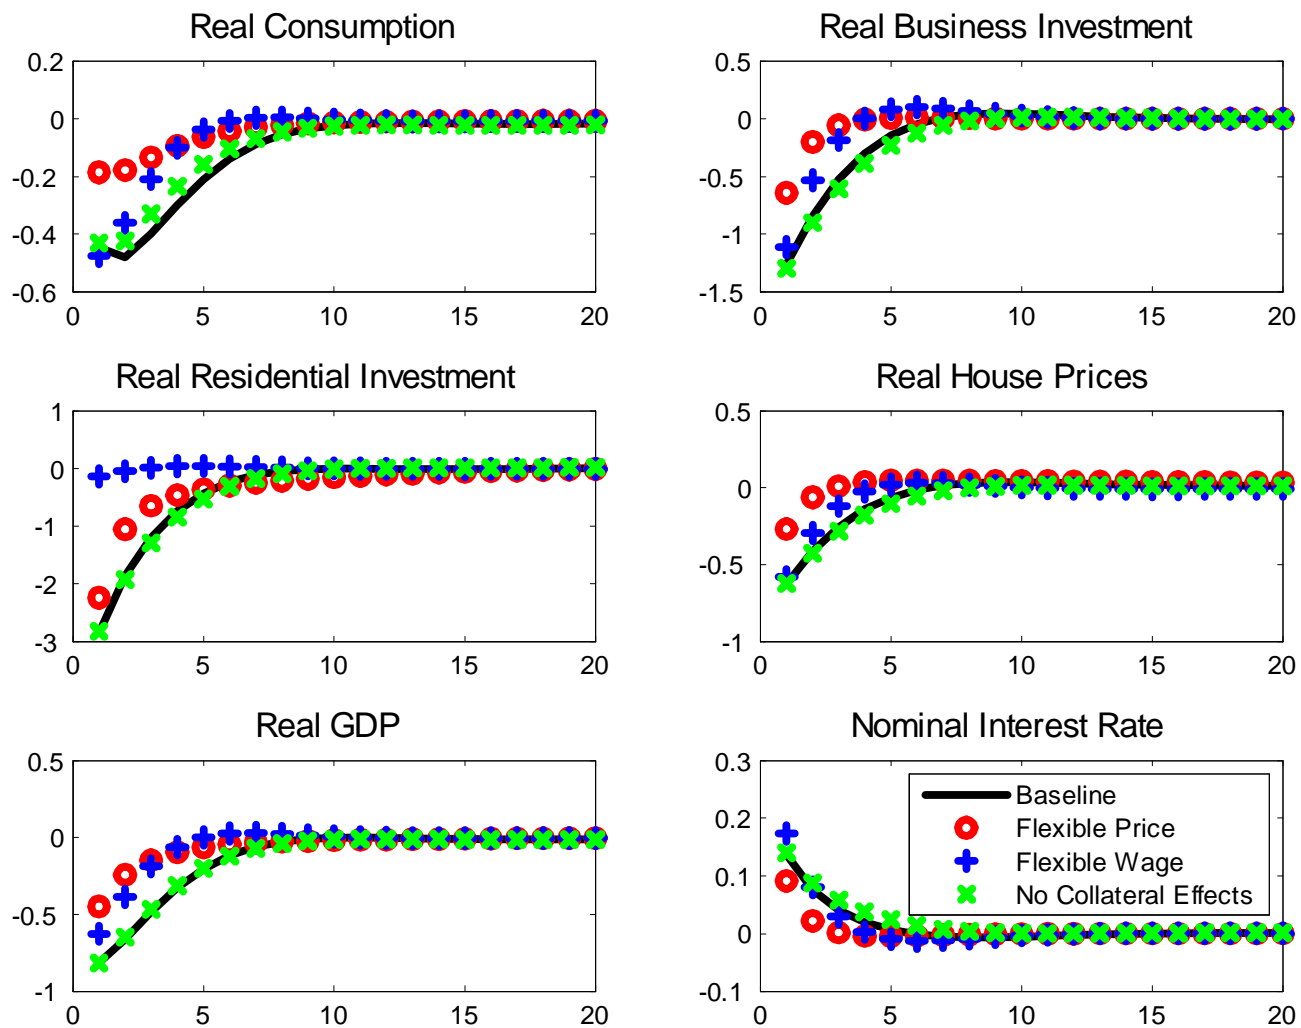 Real Consumption
0.2
0
-0.2
-0.4
-0.6
0 5 10 15 20
Real Business Investment
0.5
0
-0.5
-1
-1.5
0 5 10 15 20
Real Residential Investment
1
0
-1
-2
-3
0 5 10 15 20
Real House Prices
0.5
0
-0.5
-1
0 5 10 15 20
Real GDP
0.5
0
-0.5
-1
0 5 10 15 20
Nominal Interest Rate
0.3
0.2
0.1
0
-0.1
0 5 10 15 20
Baseline
Flexible Price
Flexible Wage
No Collateral Effects